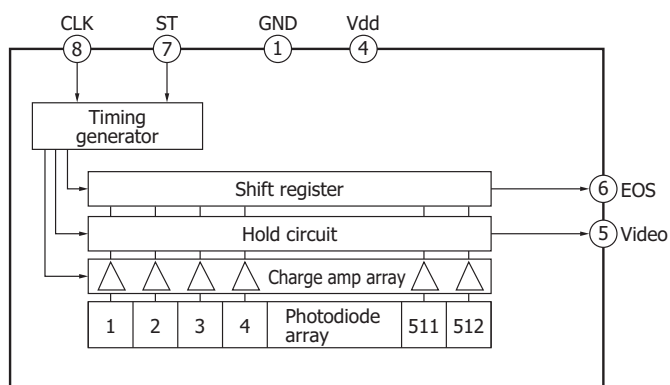 CLK ST GND Vdd
8 7 1 4
Timing
generator
Shift register
6 EOS
Hold circuit
5 Video
Charge amp array
1 2 3 4 Photodiode array 511 512